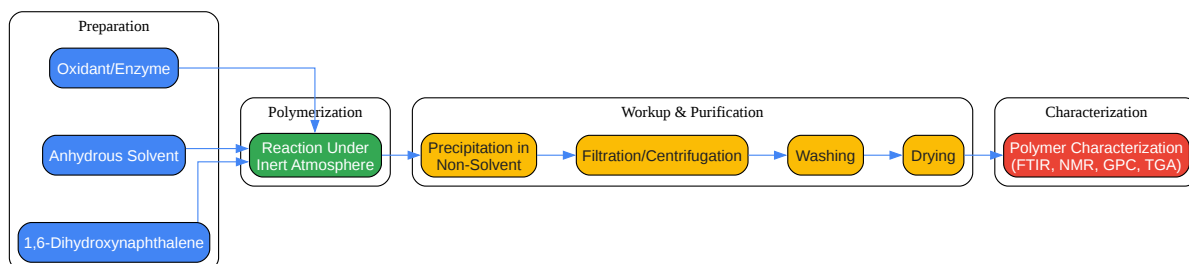 Preparation
Oxidant/Enzyme
Anhydrous Solvent
1,6-Dihydroxynaphthalene
Polymerization
Reaction Under
Inert Atmosphere
Workup & Purification
Precipitation in
Non-Solvent
Filtration/Centrifugation
Washing
Drying
Characterization
Polymer Characterization
(FTIR, NMR, GPC, TGA)